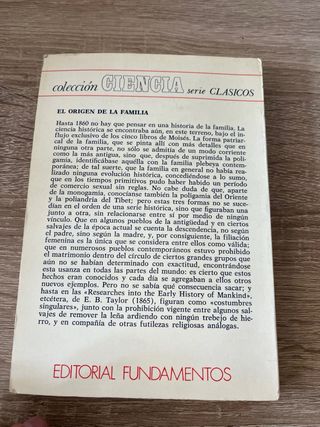 colección CIENCIA serie CLASICOS
EL ORIGEN DE LA FAMILIA
Hasta 1860 no hay que pensar en una historia de la familia. La
ciencia histórica se encontraba aún, en este terreno, bajo el in-
flujo exclusivo de los cinco libros de Moisés. La forma patriar-
cal de la familia, que se pinta allí con más detalles que en
ninguna otra parte, no sólo se admitía de un modo corriente
como la más antigua, sino que, después de suprimida la poli-
gamia, identificábase aquélla con la familia plebeya contem-
poránea; de tal suerte, que la familia en general no había rea-
lizado ninguna evolución histórica, concediéndose a lo sumo,
que en los tiempos primitivos pudo haber habido un período
de comercio sexual sin reglas. No cabe duda de que, aparte
de la monogamia, conocíanse también la poligamia del Oriente
y la poliandria del Tibet; pero estas tres formas no se suce-
dían en el orden de una serie histórica, sino que figuraban una
junto a otra, sin relacionarse entre sí por medio de ningún
vínculo. Que en algunos pueblos de la antigüedad y en ciertos
salvajes de la época actual se cuenta la descendencia, no según
el padre, sino según la madre, y, por consiguiente, la filiación
femenina es la única que se considera entre ellos como válida;
que en numerosos pueblos contemporáneos estuvo prohibido
el matrimonio dentro del círculo de ciertos grandes grupos que
aún no se habían determinado con exactitud, encontrándose
esta usanza en todas las partes del mundo: es cierto que estos
hechos eran conocidos y cada día se agregaban a ellos otros
nuevos ejemplos. Pero no se sabía qué consecuencia sacar; y
hasta en las «Researches into the Early History of Mankind»,
etcétera, de E. B. Taylor (1865), figuran como «costumbres
singulares», junto con la prohibición vigente entre algunos sal-
vajes de remover la leña ardiendo con ningún trebejo de hie-
rro, y en compañía de otras futilezas religiosas análogas.
EDITORIAL FUNDAMENTOS